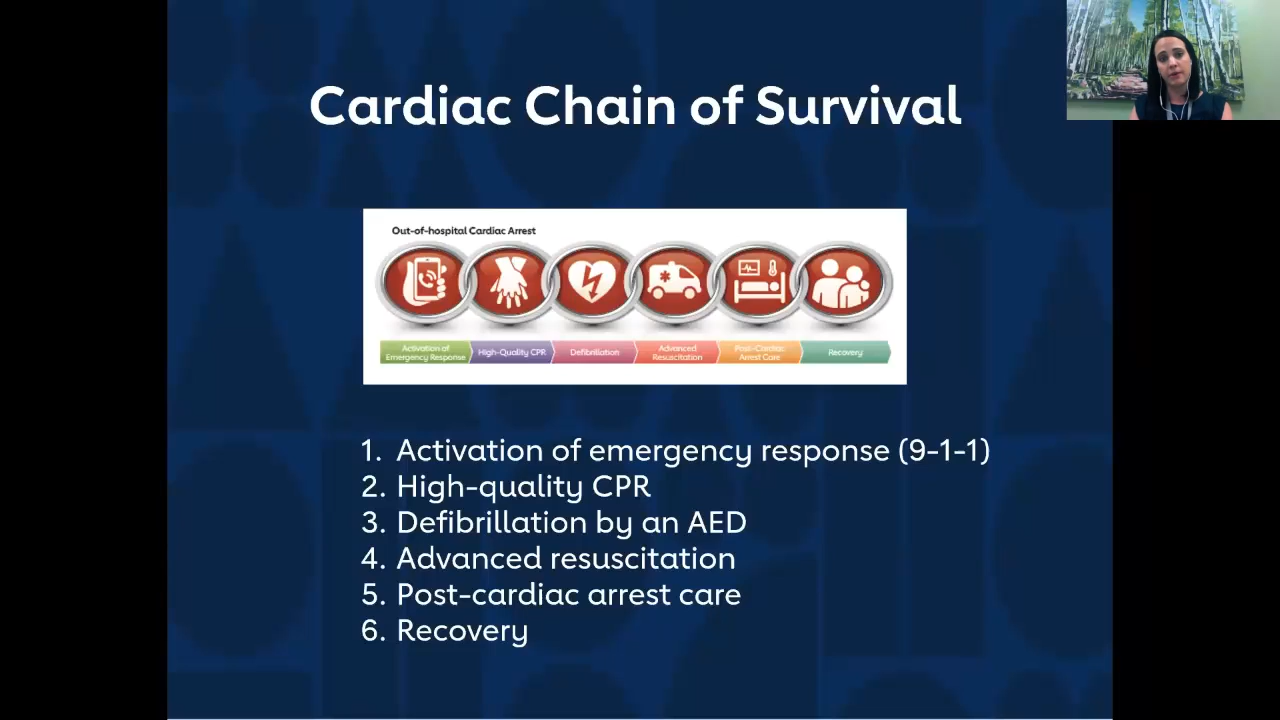 Cardiac Chain of Survival
Out-of-hospital Cardiac Arrest
Activation of
Emergency Response
High-Quality CPR
Defibrillation
Advanced
Resuscitation
Post-Cardiac
Arrest Care
Recovery
1. Activation of emergency response (9-1-1)
2. High-quality CPR
3. Defibrillation by an AED
4. Advanced resuscitation
5. Post-cardiac arrest care
6. Recovery